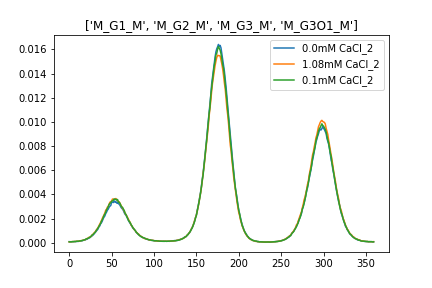 ['M_G1_M', 'M_G2_M', 'M_G3_M', 'M_G3O1_M']
0.016
0.014
0.012
0.010
0.008
0.006
0.004
0.002
0.000
0.0mM CaCl_2
1.08mM CaCl_2
0.1mM CaCl_2
0 50 100 150 200 250 300 350